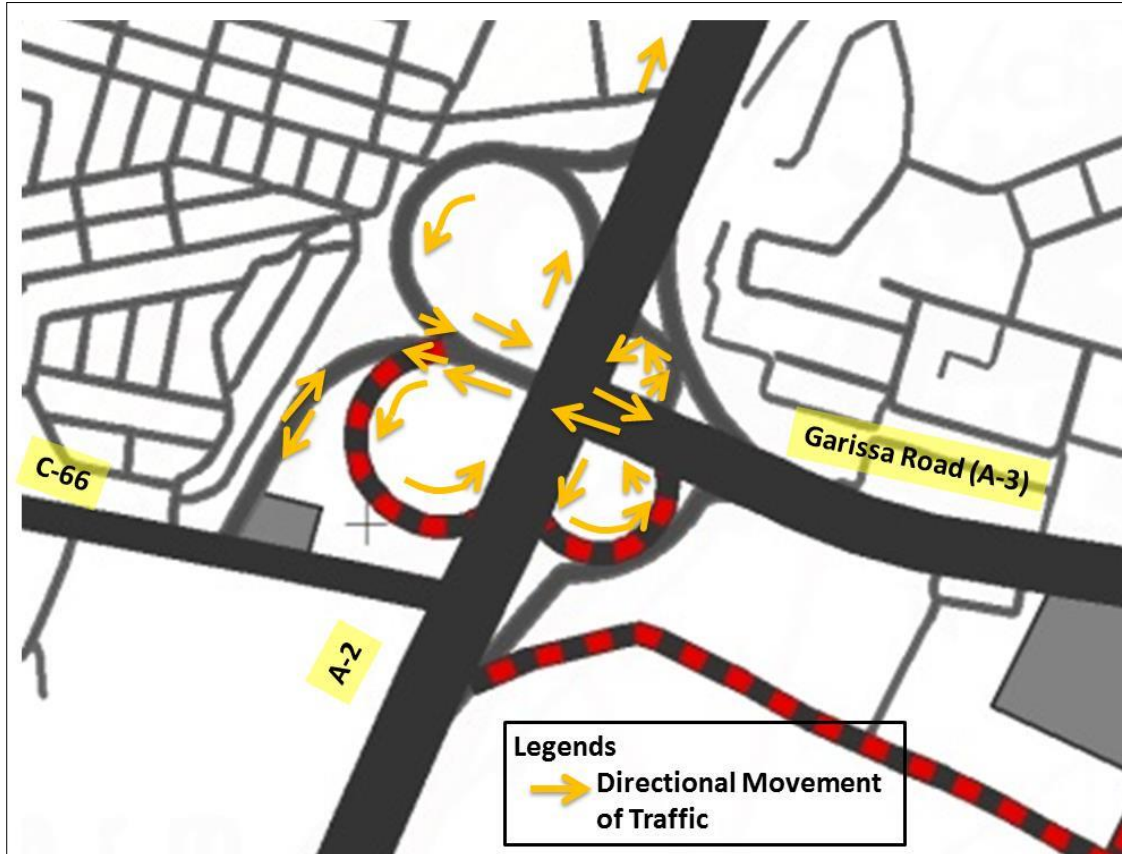 C-66
Garissa Road (A-3)
A-2
Legends
Directional Movement
of Traffic